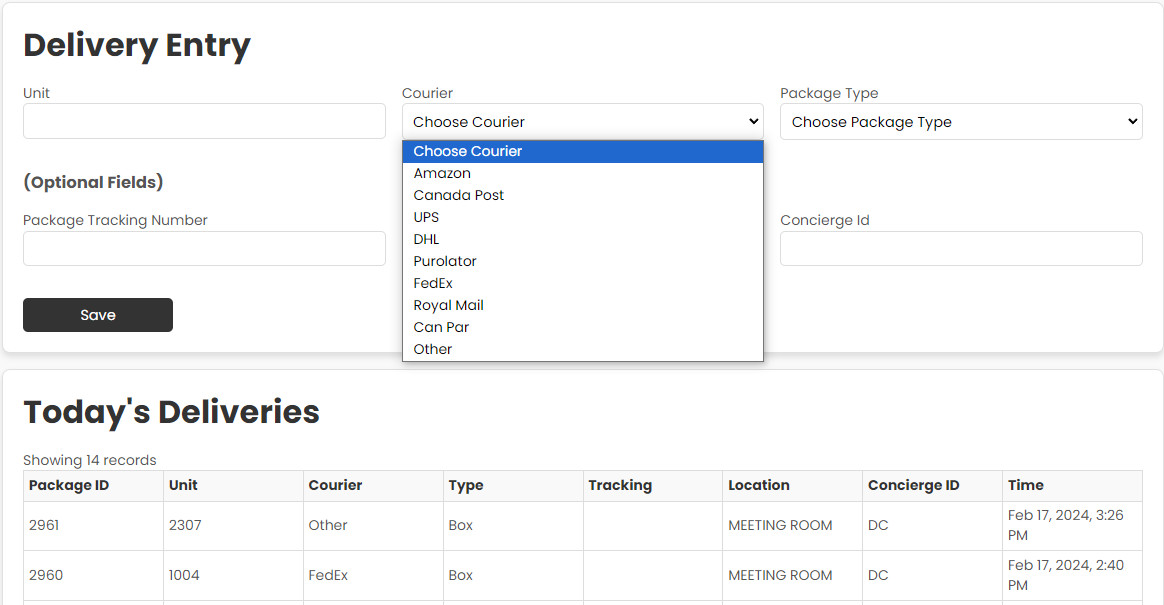 Delivery Entry
Unit
Courier
Package Type
Choose Courier
Choose Package Type
Choose Courier
Amazon
Canada Post
UPS
DHL
Purolator
FedEx
Royal Mail
Can Par
Other
(Optional Fields)
Package Tracking Number
Concierge Id
Save
Today's Deliveries
Showing 14 records
Package ID Unit Courier Type Tracking Location Concierge ID Time
2961 2307 Other Box MEETING ROOM DC Feb 17, 2024, 3:26
PM
2960 1004 FedEx Box MEETING ROOM DC Feb 17, 2024, 2:40
PM